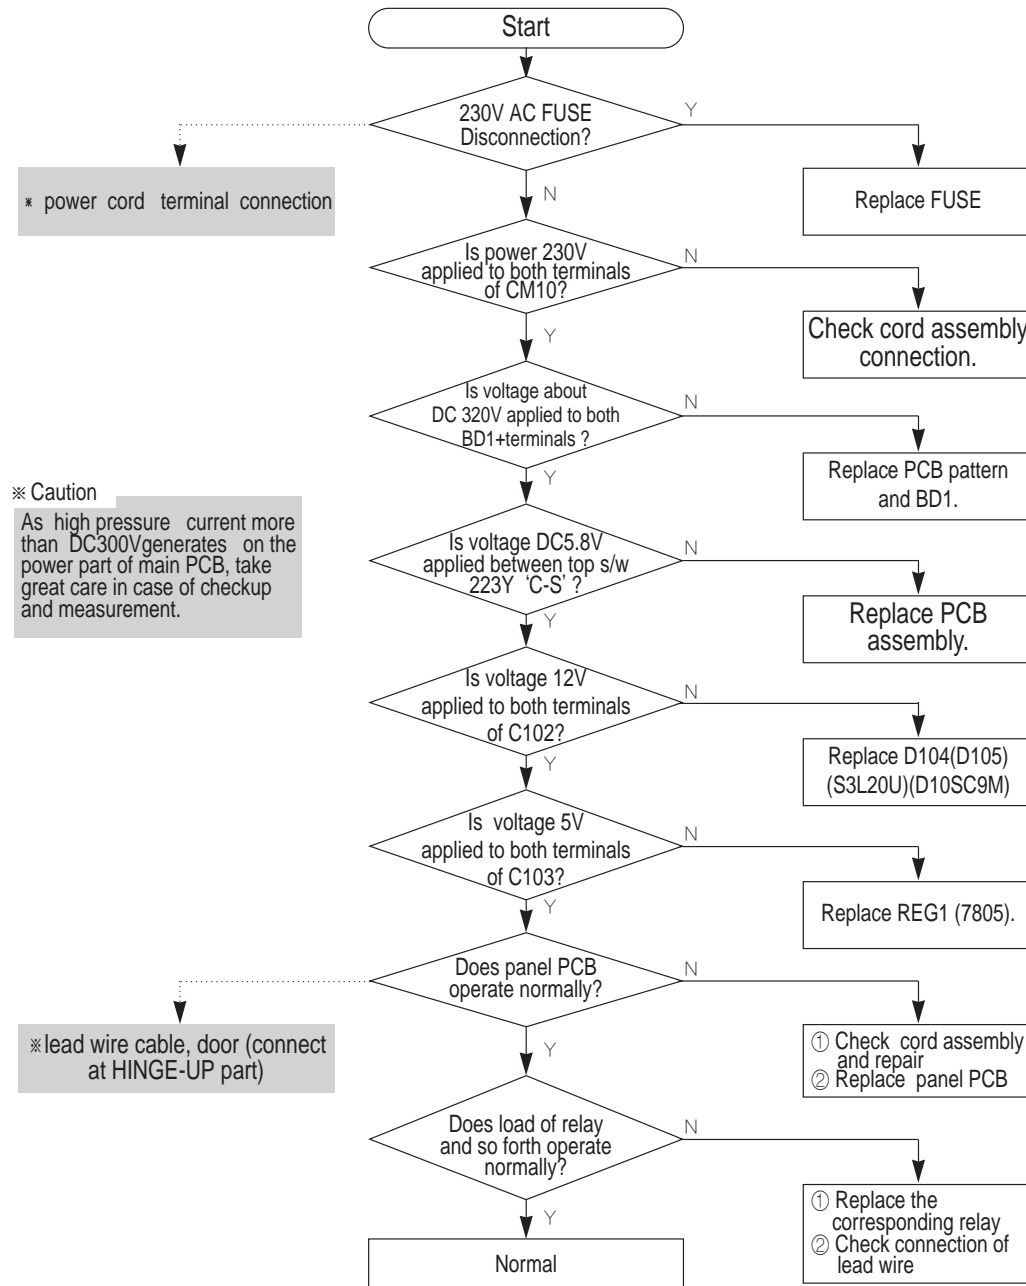 Start
230V AC FUSE
Disconnection?
Y
※ power cord terminal connection
Replace FUSE
N
Is power 230V
applied to both terminals
of CM10?
N
Check cord assembly
connection.
Y
Is voltage about
DC 320V applied to both
BD1+terminals ?
N
Replace PCB pattern
and BD1.
Y
※ Caution
As high pressure current more
than DC300Vgenerates on the
power part of main PCB, take
great care in case of checkup
and measurement.
Is voltage DC5.8V
applied between top s/w
223Y ‘C-S’ ?
N
Replace PCB
assembly.
Y
Is voltage 12V
applied to both terminals
of C102?
N
Replace D104(D105)
(S3L20U)(D10SC9M)
Y
Is voltage 5V
applied to both terminals
of C103?
N
Replace REG1 (7805).
Y
Does panel PCB
operate normally?
N
※lead wire cable, door (connect
at HINGE-UP part)
① Check cord assembly
and repair
② Replace panel PCB
Y
Does load of relay
and so forth operate
normally?
N
① Replace the
corresponding relay
② Check connection of
lead wire
Y
Normal